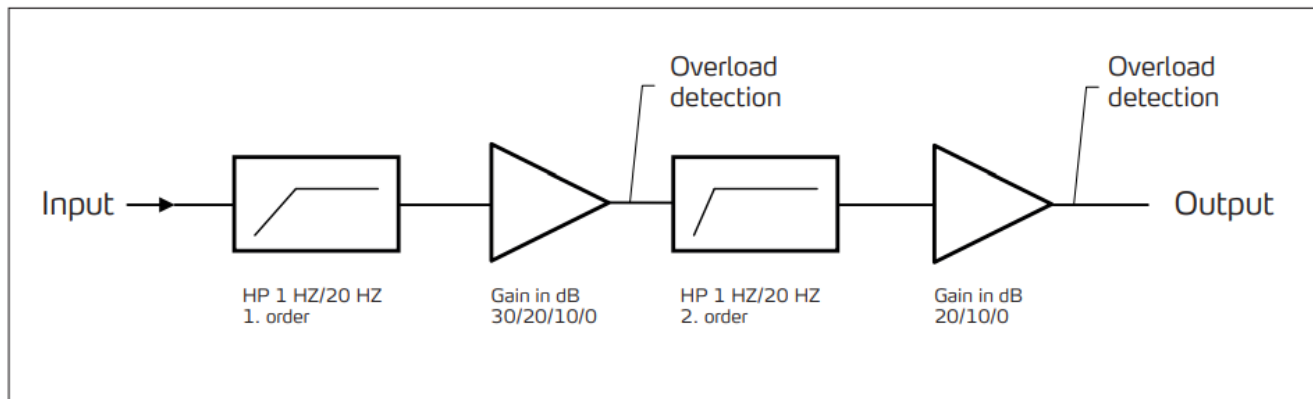 Overload
detection
Overload
detection
Input
Output
HP 1 HZ/20 HZ
1. order
Gain in dB
30/20/10/0
HP 1 HZ/20 HZ
2. order
Gain in dB
20/10/0